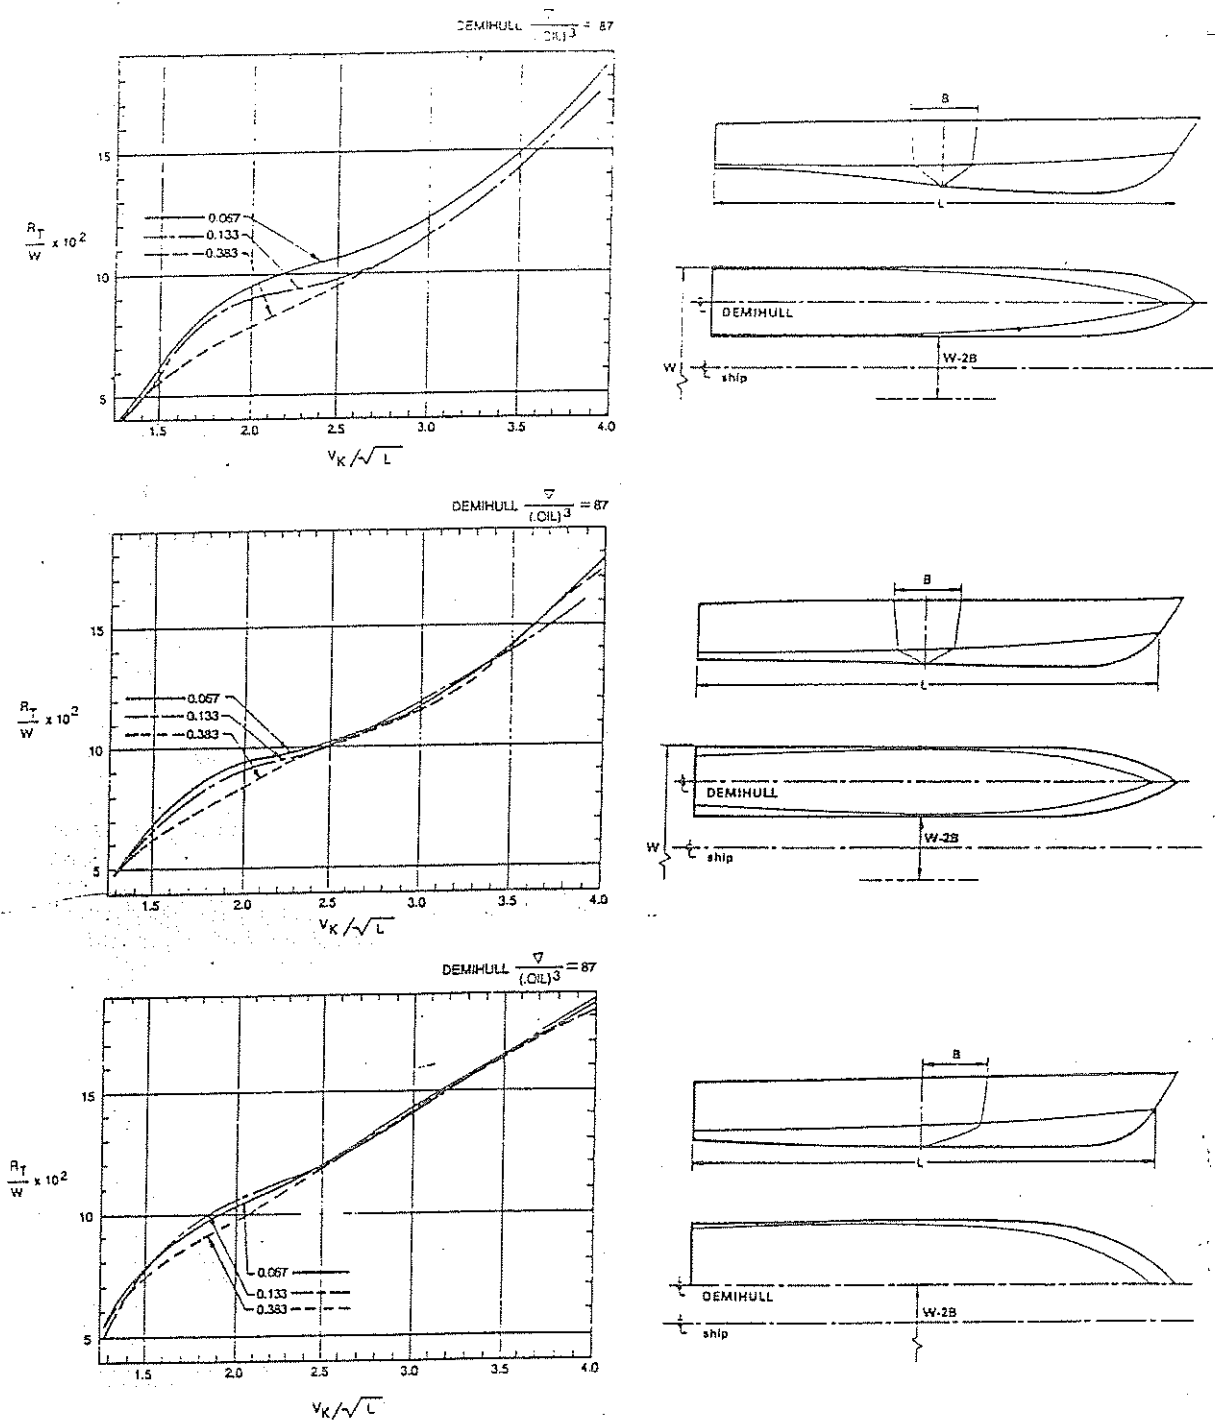 DEMIHULL ∇
(.OIL)³ = 87
R_T
W x 10²
15
10
5
0.067
0.133
0.383
1.5 2.0 2.5 3.0 3.5 4.0
V_K/√L
B
L
W
℄
DEMIHULL
W-2B
℄ ship
DEMIHULL ∇
(.OIL)³ = 87
R_T
W x 10²
15
10
5
0.067
0.133
0.383
1.5 2.0 2.5 3.0 3.5 4.0
V_K/√L
B
L
W
℄
DEMIHULL
W-2B
℄ ship
DEMIHULL ∇
(.OIL)³ = 87
R_T
W x 10²
15
10
5
0.067
0.133
0.383
1.5 2.0 2.5 3.0 3.5 4.0
V_K/√L
B
L
℄
DEMIHULL
W-2B
℄ ship